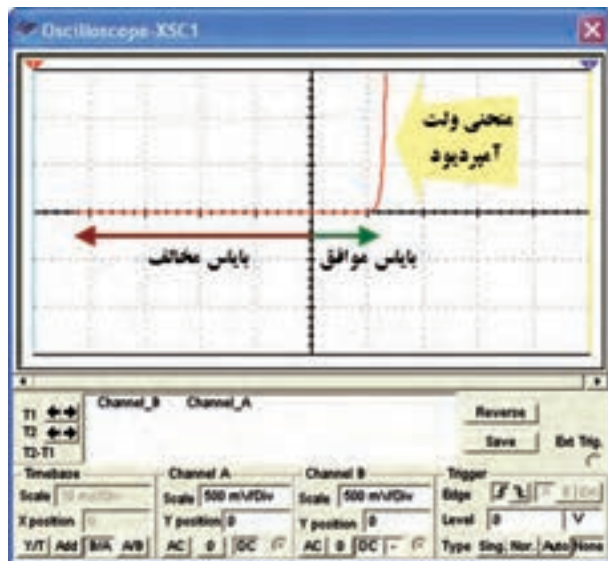 Oscilloscope-XSC1
منحنی ولت
آمپر دیود
بایاس مخالف
بایاس موافق
T1
T2
T2-T1
Channel_B Channel_A
Reverse
Save
Ext Trig.
Timebase
Scale
X position
Y/T Add B/A A/B
Channel A
Scale 500 mV/Div
Y position 0
AC 0 DC
Channel B
Scale 500 mV/Div
Y position 0
AC 0 DC -
Trigger
Edge
Level 0 V
Type Sing. Nor. Auto None